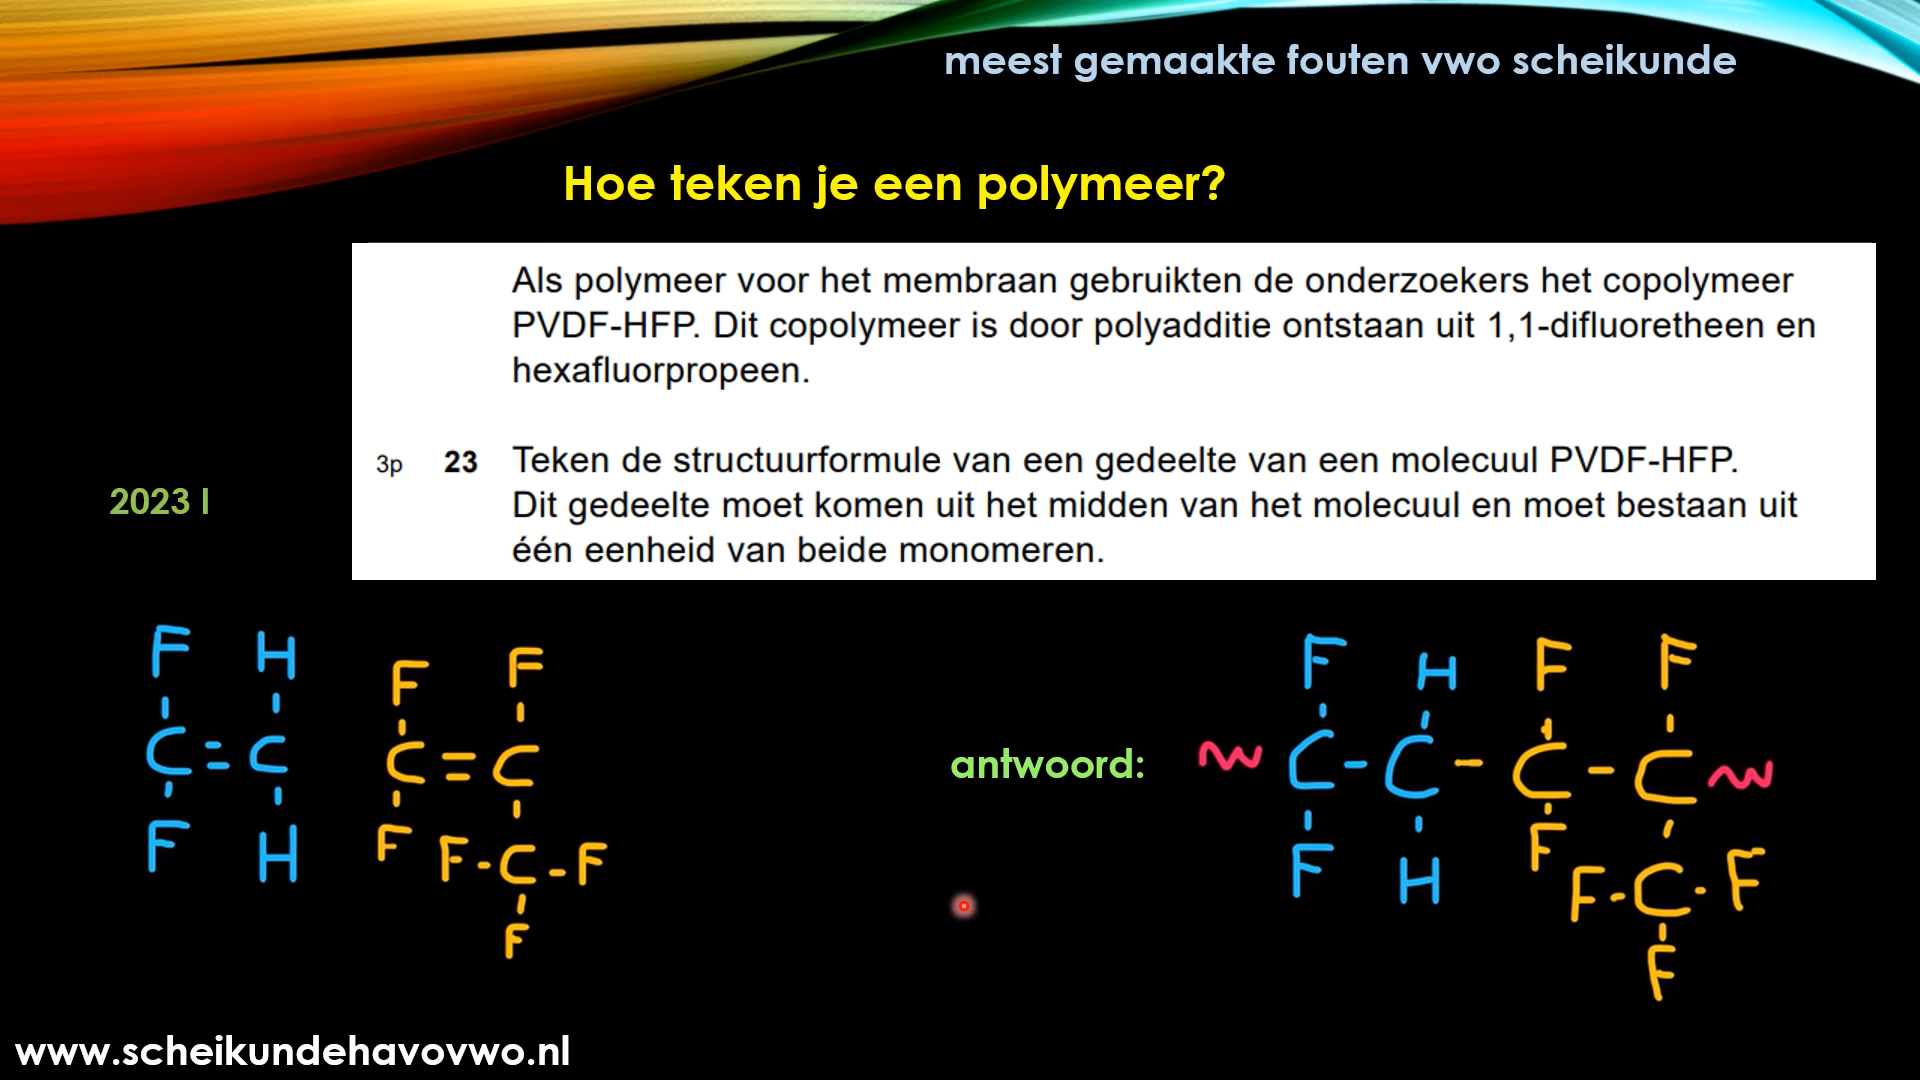 meest gemaakte fouten vwo scheikunde
Hoe teken je een polymeer?
Als polymeer voor het membraan gebruikten de onderzoekers het copolymeer
PVDF-HFP. Dit copolymeer is door polyadditie ontstaan uit 1,1-difluoretheen en
hexafluorpropeen.
3p 23 Teken de structuurformule van een gedeelte van een molecuul PVDF-HFP.
Dit gedeelte moet komen uit het midden van het molecuul en moet bestaan uit
één eenheid van beide monomeren.
2023 I
F H F F
C=C C=C
F H F F-C-F
F
antwoord:
F H F F
C-C-C-C
F H F F-C-F
F
www.scheikundehavovwo.nl